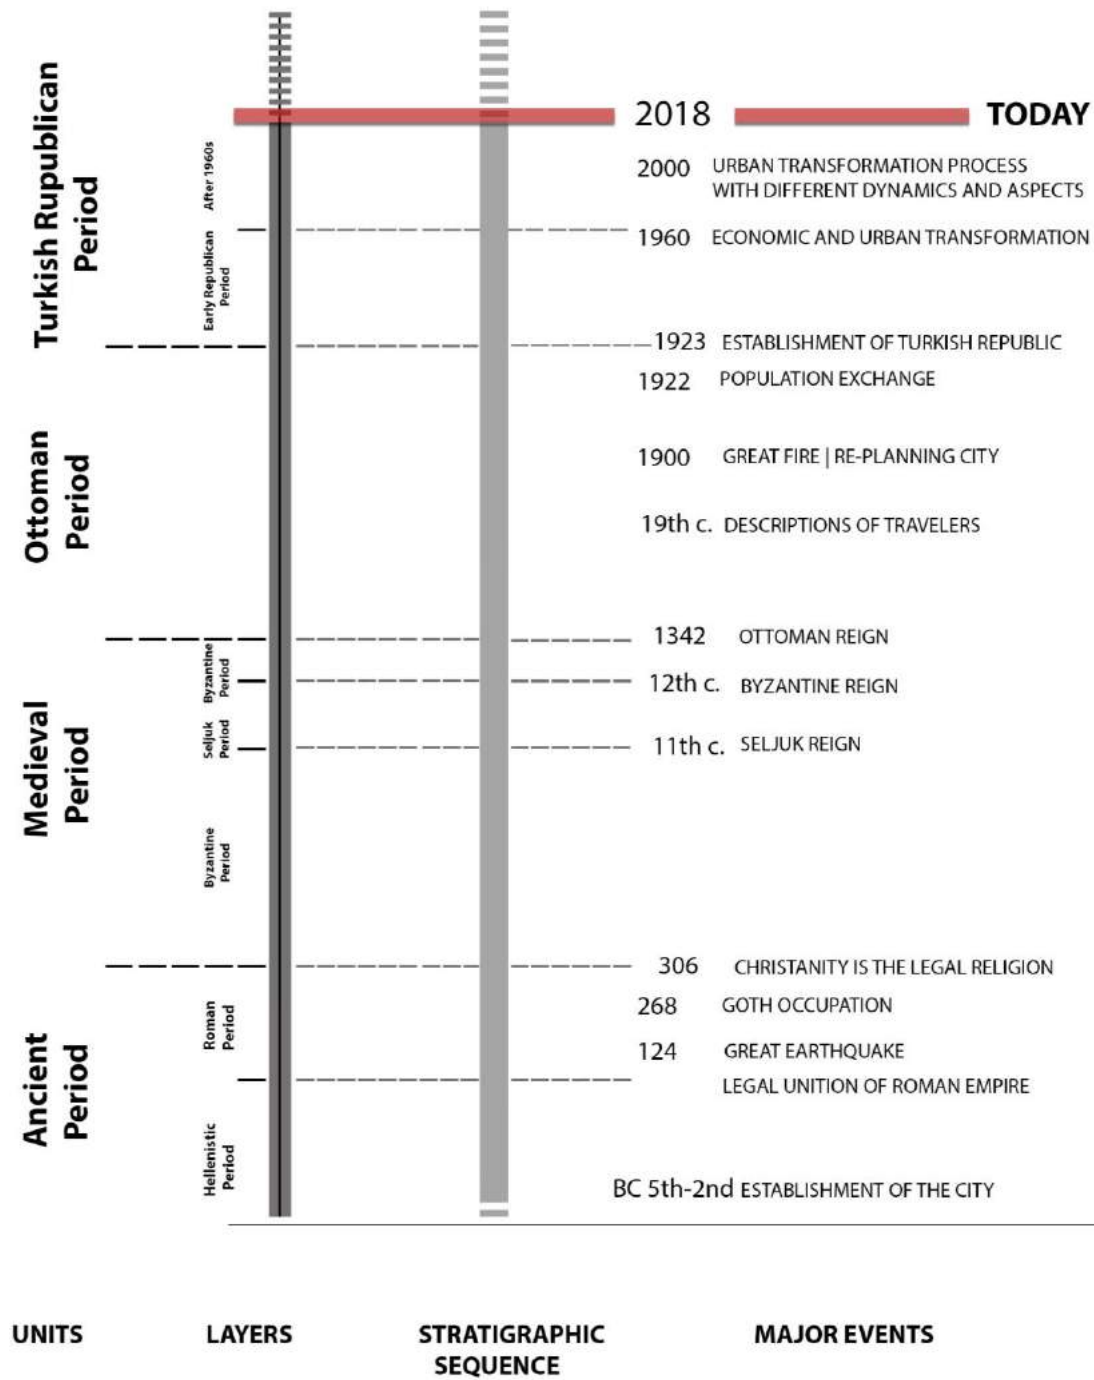 2018 TODAY
Turkish Rupublican
Period
After 1960s
2000 URBAN TRANSFORMATION PROCESS
WITH DIFFERENT DYNAMICS AND ASPECTS
1960 ECONOMIC AND URBAN TRANSFORMATION
Early Republican
Period
1923 ESTABLISHMENT OF TURKISH REPUBLIC
1922 POPULATION EXCHANGE
Ottoman
Period
1900 GREAT FIRE | RE-PLANNING CITY
19th c. DESCRIPTIONS OF TRAVELERS
1342 OTTOMAN REIGN
Medieval
Period
Byzantine
Period
12th c. BYZANTINE REIGN
Seljuk
Period
11th c. SELJUK REIGN
Byzantine
Period
306 CHRISTANITY IS THE LEGAL RELIGION
Ancient
Period
Roman
Period
268 GOTH OCCUPATION
124 GREAT EARTHQUAKE
LEGAL UNITION OF ROMAN EMPIRE
Hellenistic
Period
BC 5th-2nd ESTABLISHMENT OF THE CITY
UNITS
LAYERS
STRATIGRAPHIC
SEQUENCE
MAJOR EVENTS